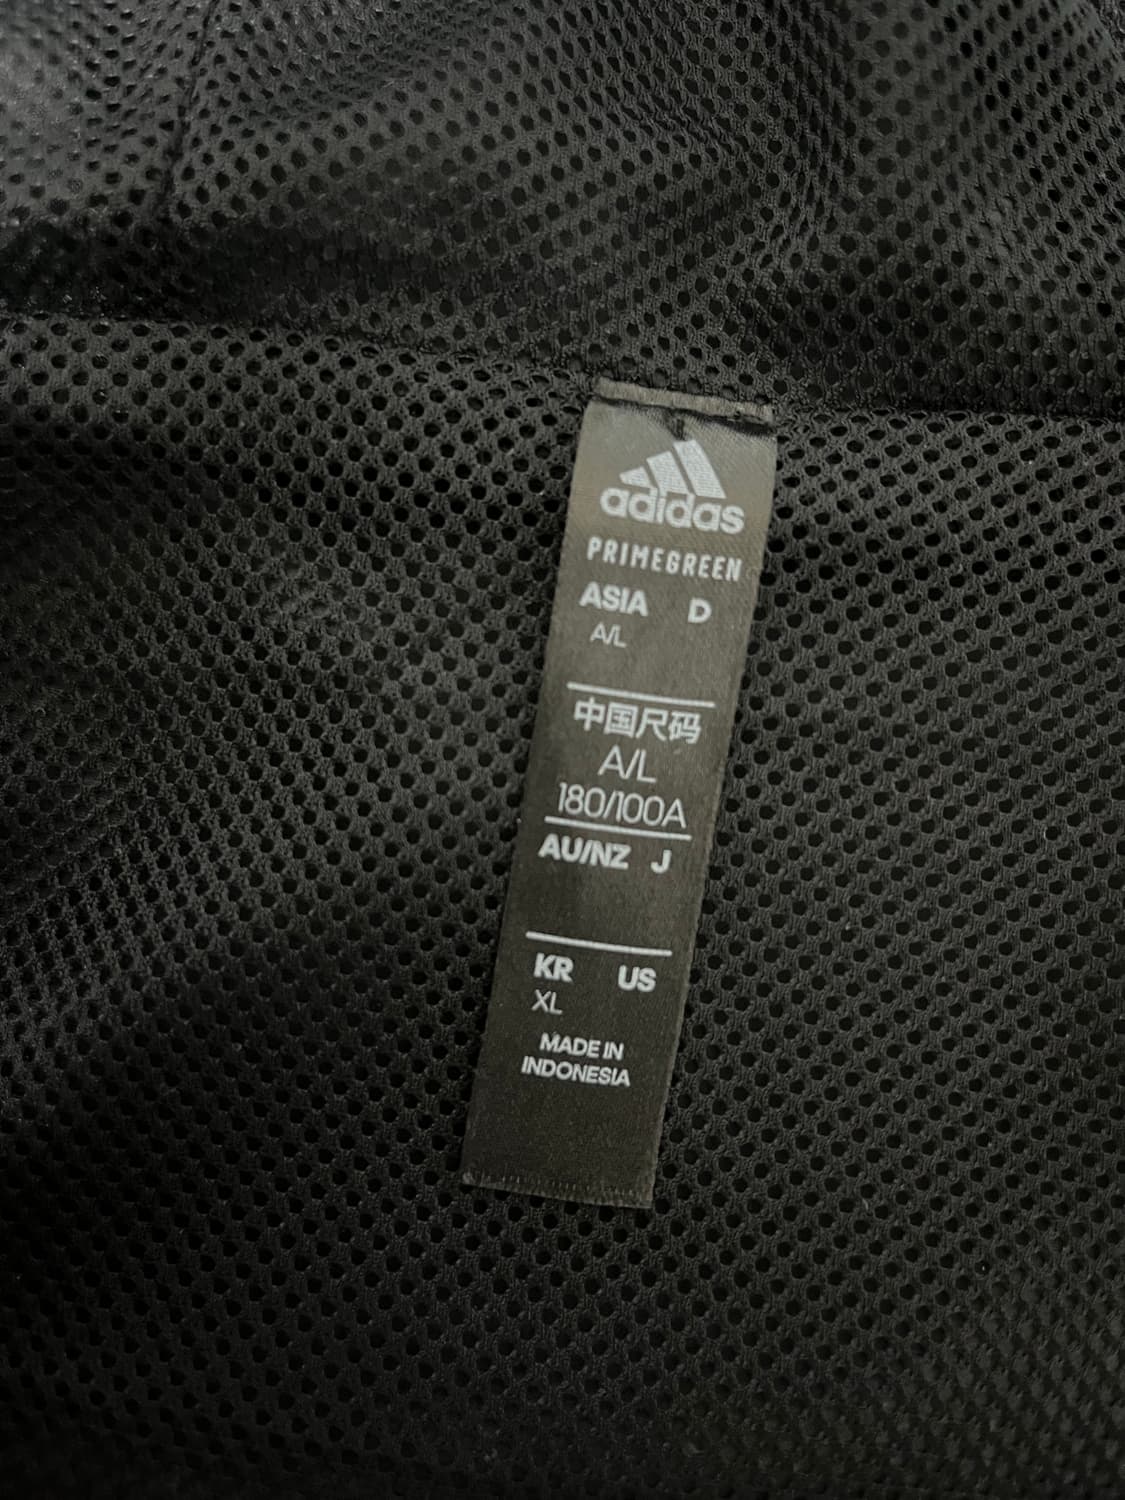 adidas
PRIMEGREEN
ASIA D
A/L
中国尺码
A/L
180/100A
AU/NZ J
KR US
XL
MADE IN
INDONESIA